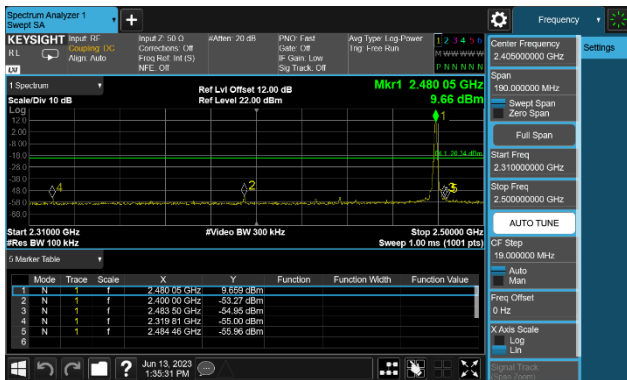 Spectrum Analyzer 1
Swept SA
+
Frequency
KEYSIGHT
RL
Input: RF
Coupling: DC
Align: Auto
Input Z: 50 Ω
Corrections: Off
Freq Ref: Int (S)
NFE: Off
#Atten: 20 dB
PNO: Fast
Gate: Off
IF Gain: Low
Sig Track: Off
Avg Type: Log-Power
Trig: Free Run
1 2 3 4 5 6
M W W W W W
P N N N N N
LW
1 Spectrum
Scale/Div 10 dB
Log
Ref Lvl Offset 12.00 dB
Ref Level 22.00 dBm
Mkr1 2.480 05 GHz
9.66 dBm
12.0
2.00
-8.00
-18.0
-28.0
-38.0
-48.0
-58.0
-68.0
1
2
4
5
Start 2.31000 GHz
#Res BW 100 kHz
#Video BW 300 kHz
Stop 2.50000 GHz
Sweep 1.00 ms (1001 pts)
5 Marker Table
Mode Trace Scale X Y Function Function Width Function Value
1 N 1 f 2.480 05 GHz 9.659 dBm
2 N 1 f 2.400 00 GHz -53.27 dBm
3 N 1 f 2.483 50 GHz -54.95 dBm
4 N 1 f 2.319 81 GHz -55.00 dBm
5 N 1 f 2.484 46 GHz -55.96 dBm
6
?
Jun 13, 2023
1:35:31 PM
Center Frequency
2.405000000 GHz
Settings
Span
190.000000 MHz
Swept Span
Zero Span
Full Span
Start Freq
2.310000000 GHz
Stop Freq
2.500000000 GHz
AUTO TUNE
CF Step
19.000000 MHz
Auto
Man
Freq Offset
0 Hz
X Axis Scale
Log
Lin
Signal Track
(Span Zoom)